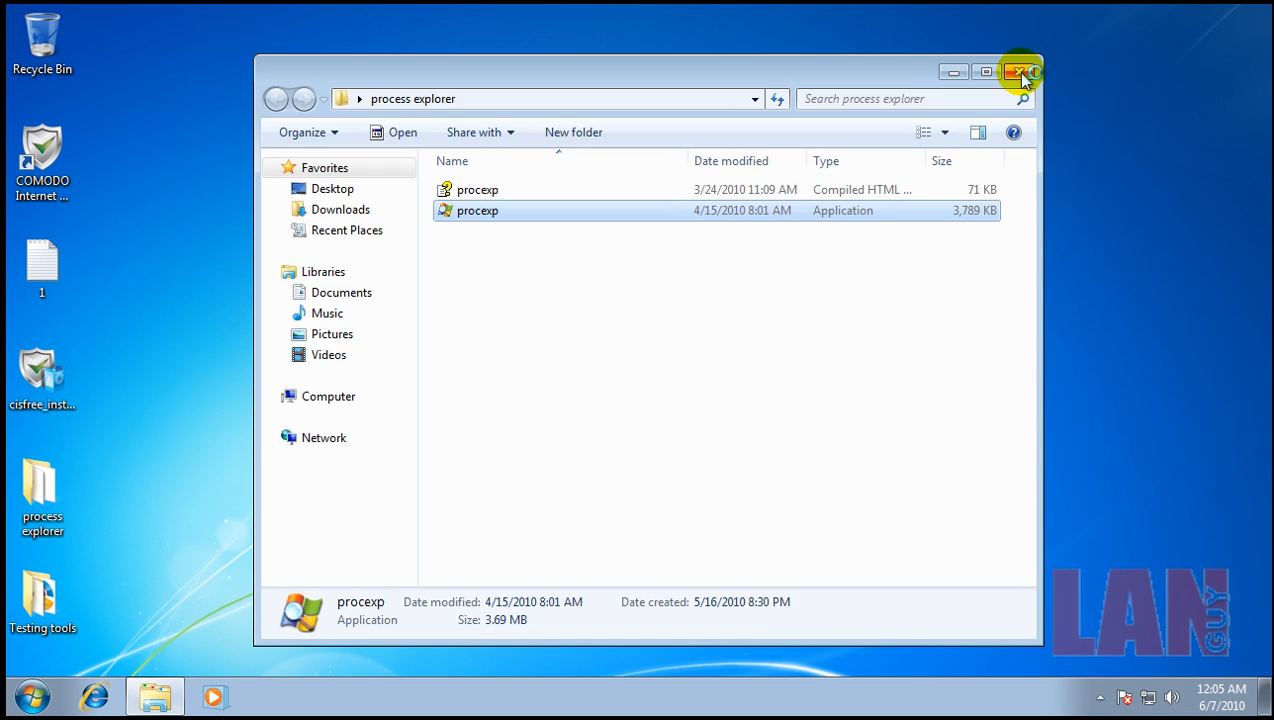 Recycle Bin
COMODO
Internet ...
1
cisfree_inst...
process
explorer
Testing tools
process explorer
Search process explorer
Organize
Open
Share with
New folder
Name
Date modified
Type
Size
procexp
3/24/2010 11:09 AM
Compiled HTML ...
71 KB
procexp
4/15/2010 8:01 AM
Application
3,789 KB
Favorites
Desktop
Downloads
Recent Places
Libraries
Documents
Music
Pictures
Videos
Computer
Network
procexp
Date modified: 4/15/2010 8:01 AM
Date created: 5/16/2010 8:30 PM
Application
Size: 3.69 MB
LAN
GUY
12:05 AM
6/7/2010